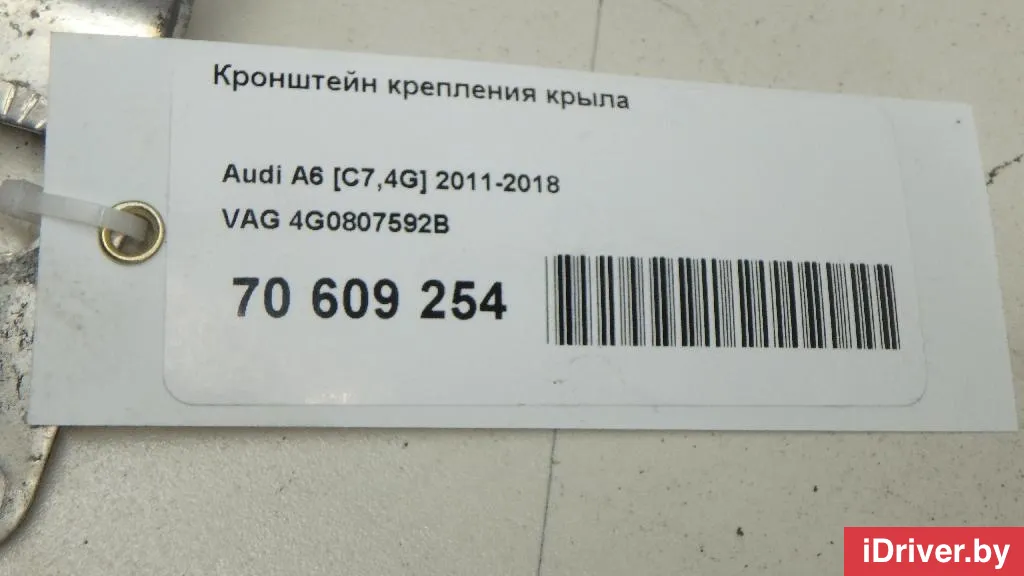 Кронштейн крепления крыла
Audi A6 [C7,4G] 2011-2018
VAG 4G0807592B
70 609 254
iDriver.by